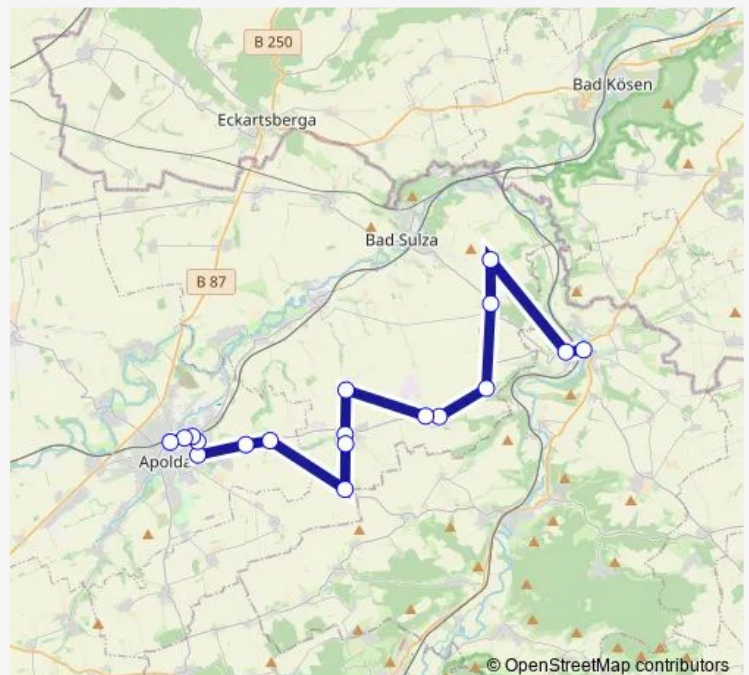 B 250
Bad Kösen
Eckartsberga
Bad Sulza
B 87
Apolda
© OpenStreetMap contributors